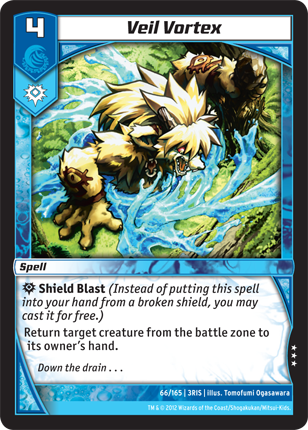 4
Veil Vortex
Spell
Shield Blast (Instead of putting this spell
into your hand from a broken shield, you may
cast it for free.)
Return target creature from the battle zone to
its owner's hand.
Down the drain . . .
66/165 | 3RIS | illus. Tomofumi Ogasawara
TM & © 2012 Wizards of the Coast/Shogakukan/Mitsui-Kids.